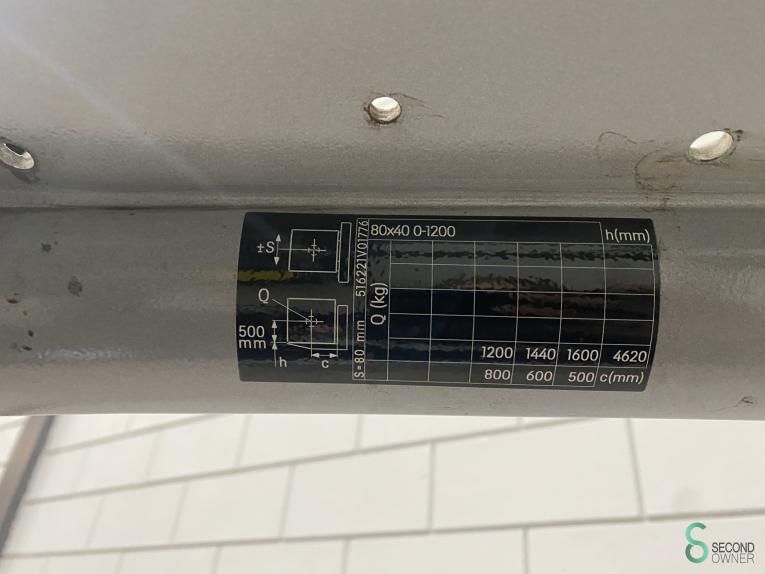 ±S
Q
500
mm
h
c
S=80 mm 516221V01776
80x40 0-1200
h(mm)
Q (kg)
1200 1440 1600 4620
800 600 500 c(mm)
SECOND
OWNER